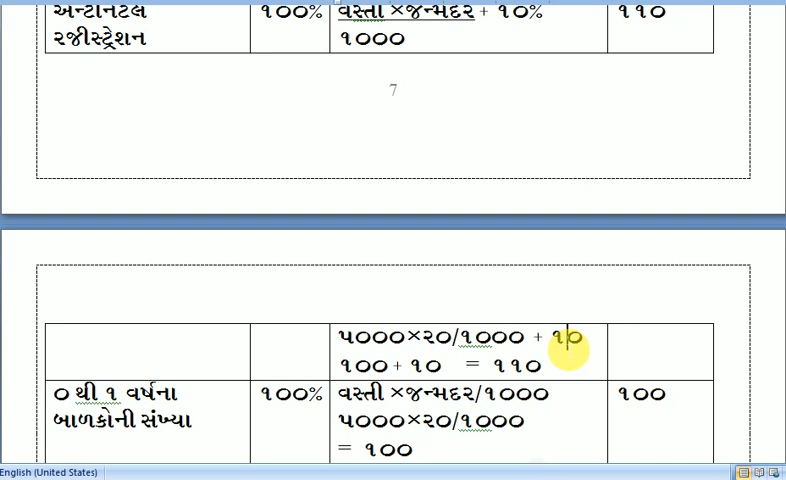 અન્ટીનેટલ ૧૦૦% વસ્તી ×જન્મદર + ૧૦% ૧૧૦
રજીસ્ટ્રેશન ૧૦૦૦
7
૫૦૦૦×૨૦/૧૦૦૦ + ૧૦
૧૦૦+ ૧૦ = ૧૧૦
૦ થી ૧ વર્ષના ૧૦૦% વસ્તી ×જન્મદર/૧૦૦૦ ૧૦૦
બાળકોની સંખ્યા ૫૦૦૦×૨૦/૧૦૦૦
= ૧૦૦
English (United States)